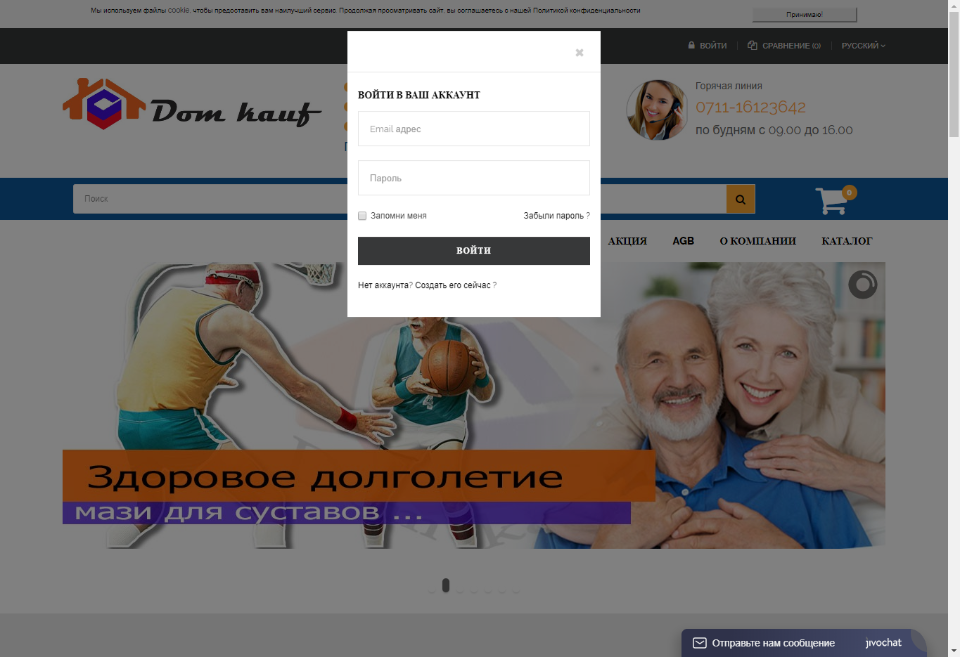 Мы используем файлы cookie, чтобы предоставить вам наилучший сервис. Продолжая просматривать сайт, вы соглашаетесь с нашей Политикой конфиденциальности
Принимаю!
ВОЙТИ
СРАВНЕНИЕ (0)
РУССКИЙ
Dom kauf
Горячая линия
0711-16123642
по будням с 09.00 до 16.00
ВОЙТИ В ВАШ АККАУНТ
Email адрес
Пароль
Запомни меня
Забыли пароль ?
ВОЙТИ
Нет аккаунта? Создать его сейчас ?
Поиск
0
АКЦИЯ
AGB
О КОМПАНИИ
КАТАЛОГ
Здоровое долголетие
мази для суставов ...
Отправьте нам сообщение
jivochat